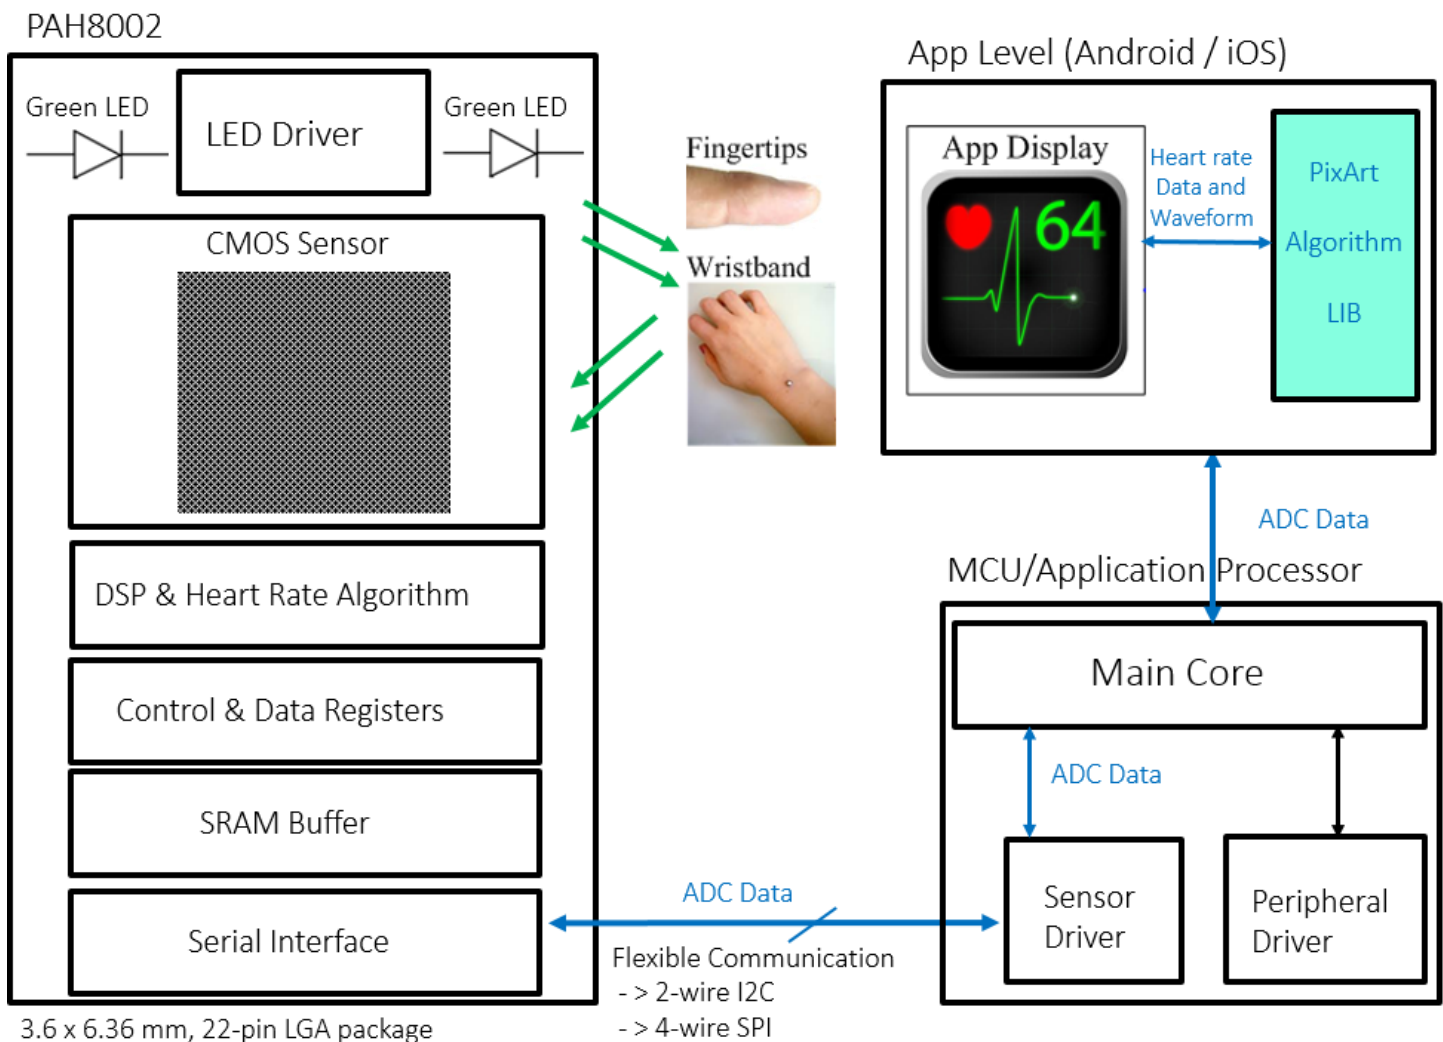 PAH8002
Green LED
LED Driver
Green LED
CMOS Sensor
DSP & Heart Rate Algorithm
Control & Data Registers
SRAM Buffer
Serial Interface
3.6 x 6.36 mm, 22-pin LGA package
Fingertips
Wristband
App Level (Android / iOS)
App Display
64
Heart rate
Data and
Waveform
PixArt
Algorithm
LIB
ADC Data
MCU/Application Processor
Main Core
ADC Data
Sensor
Driver
Peripheral
Driver
ADC Data
Flexible Communication
- > 2-wire I2C
- > 4-wire SPI